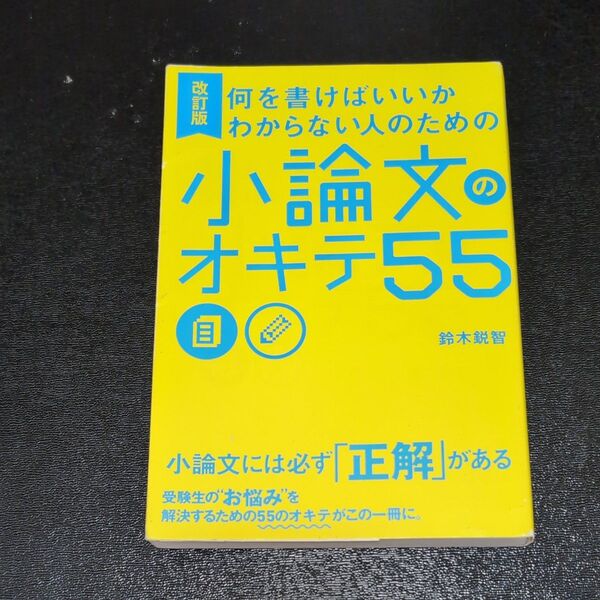 改訂版
何を書けばいいか
わからない人のための
小論文の
オキテ55
鈴木鋭智
小論文には必ず「正解」がある
受験生の“お悩み”を
解決するための55のオキテがこの一冊に。